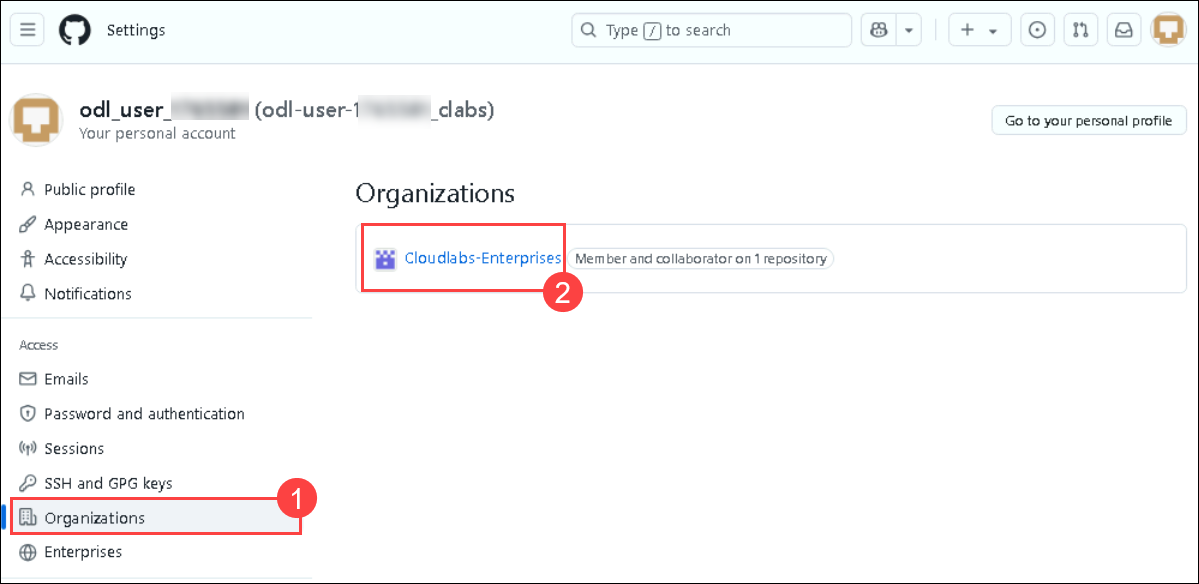 Settings
Type / to search
odl_user_ (odl-user-1 _clabs)
Your personal account
Go to your personal profile
Public profile
Appearance
Accessibility
Notifications
Access
Emails
Password and authentication
Sessions
SSH and GPG keys
Organizations
1
Enterprises
Organizations
Cloudlabs-Enterprises Member and collaborator on 1 repository
2